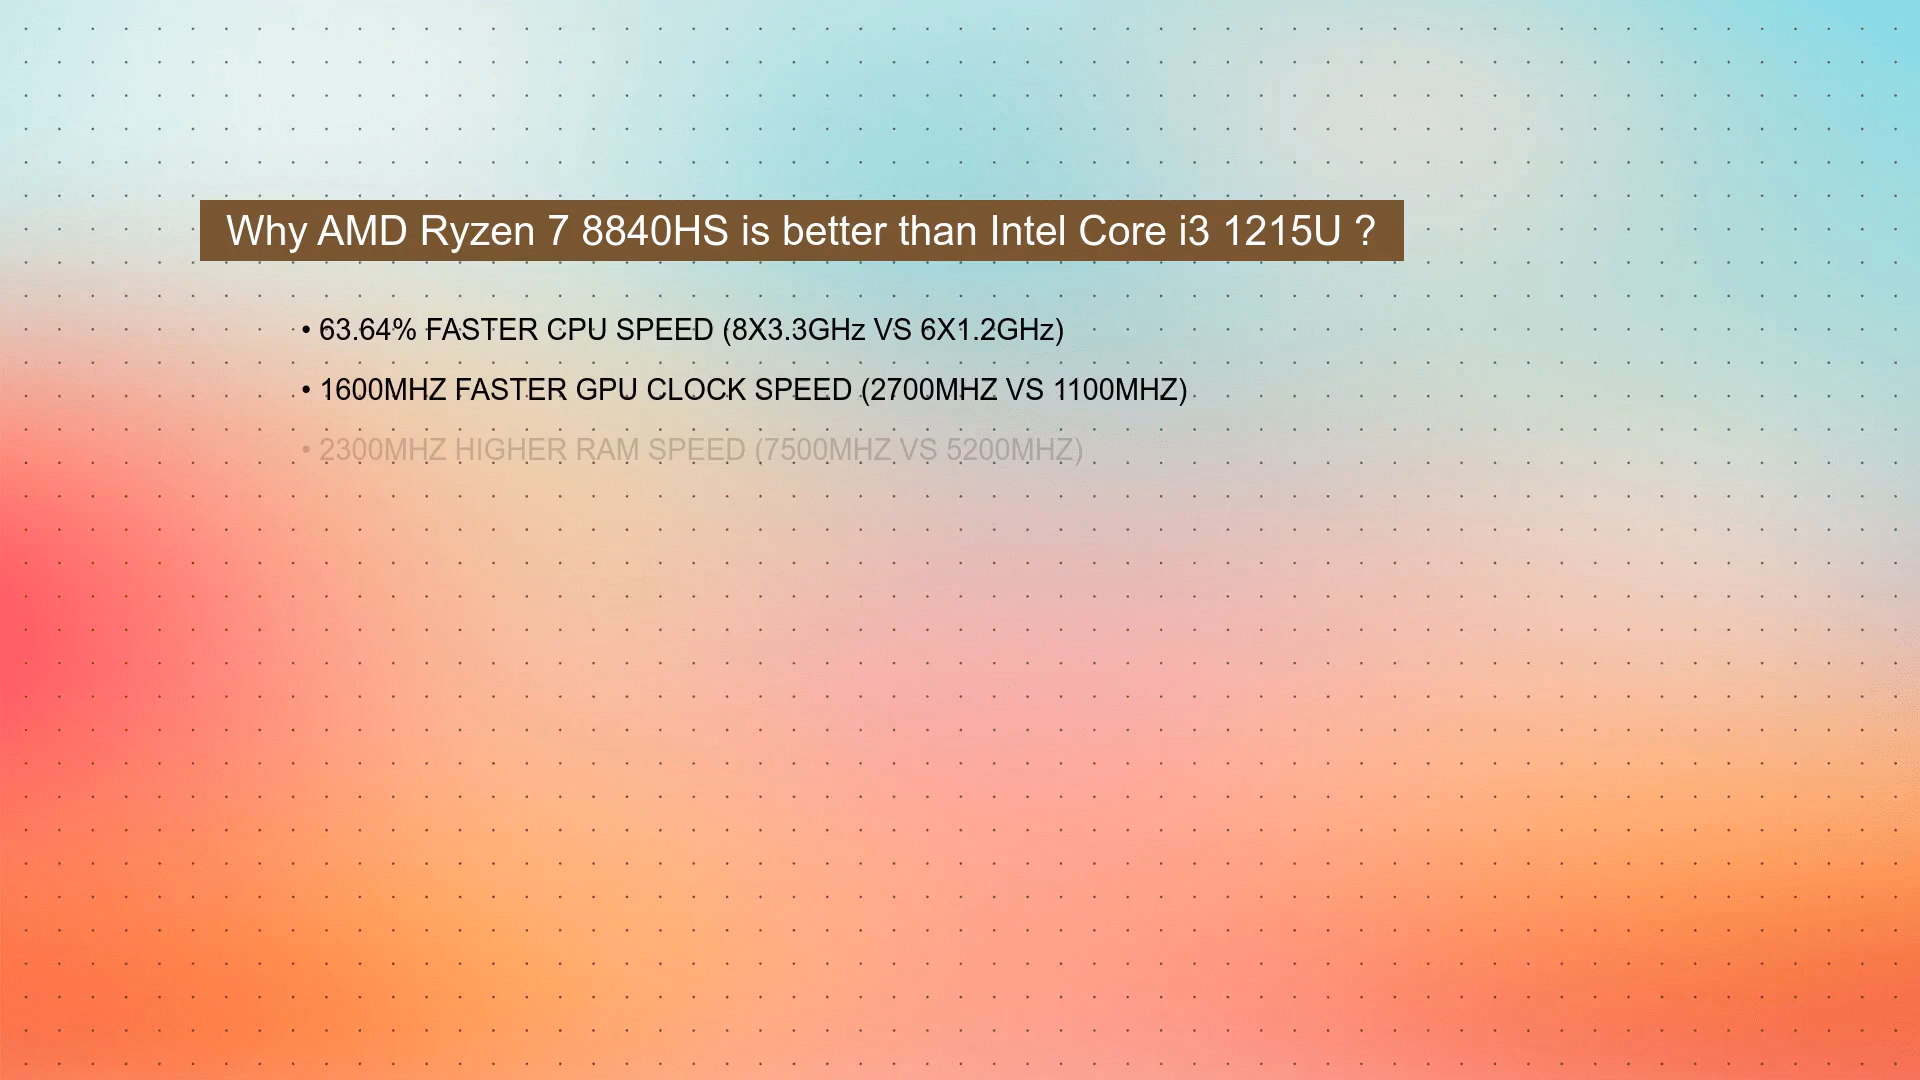 Why AMD Ryzen 7 8840HS is better than Intel Core i3 1215U ?
• 63.64% FASTER CPU SPEED (8X3.3GHz VS 6X1.2GHz)
• 1600MHZ FASTER GPU CLOCK SPEED (2700MHZ VS 1100MHZ)
• 2300MHZ HIGHER RAM SPEED (7500MHZ VS 5200MHZ)